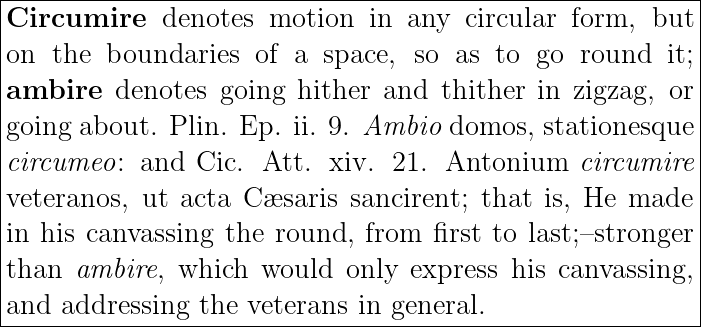 Circumire denotes motion in any circular form, but
on the boundaries of a space, so as to go round it;
ambire denotes going hither and thither in zigzag, or
going about. Plin. Ep. ii. 9. Ambio domos, stationesque
circumeo: and Cic. Att. xiv. 21. Antonium circumire
veteranos, ut acta Cæsaris sancirent; that is, He made
in his canvassing the round, from first to last;–stronger
than ambire, which would only express his canvassing,
and addressing the veterans in general.